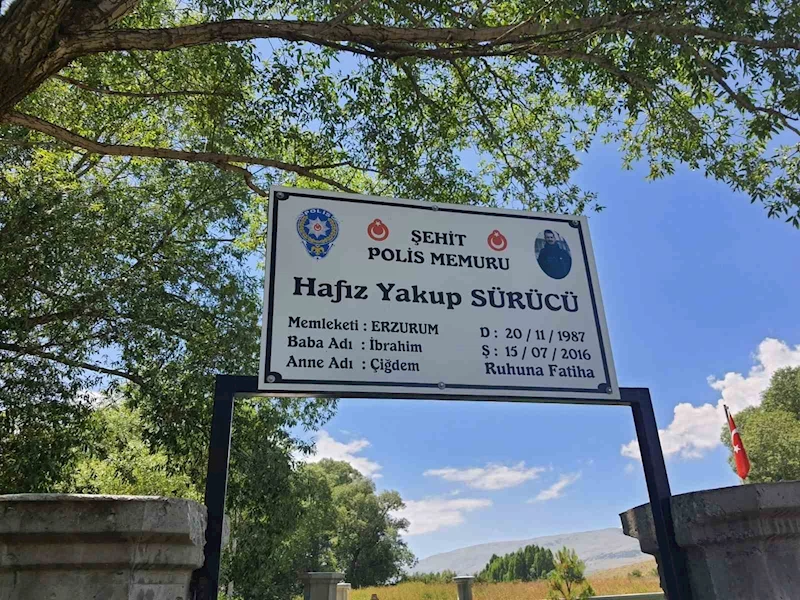 POLİS
ŞEHİT
POLİS MEMURU
Hafız Yakup SÜRÜCÜ
Memleketi : ERZURUM
Baba Adı : İbrahim
Anne Adı : Çiğdem
D : 20 / 11 / 1987
Ş : 15 / 07 / 2016
Ruhuna Fatiha